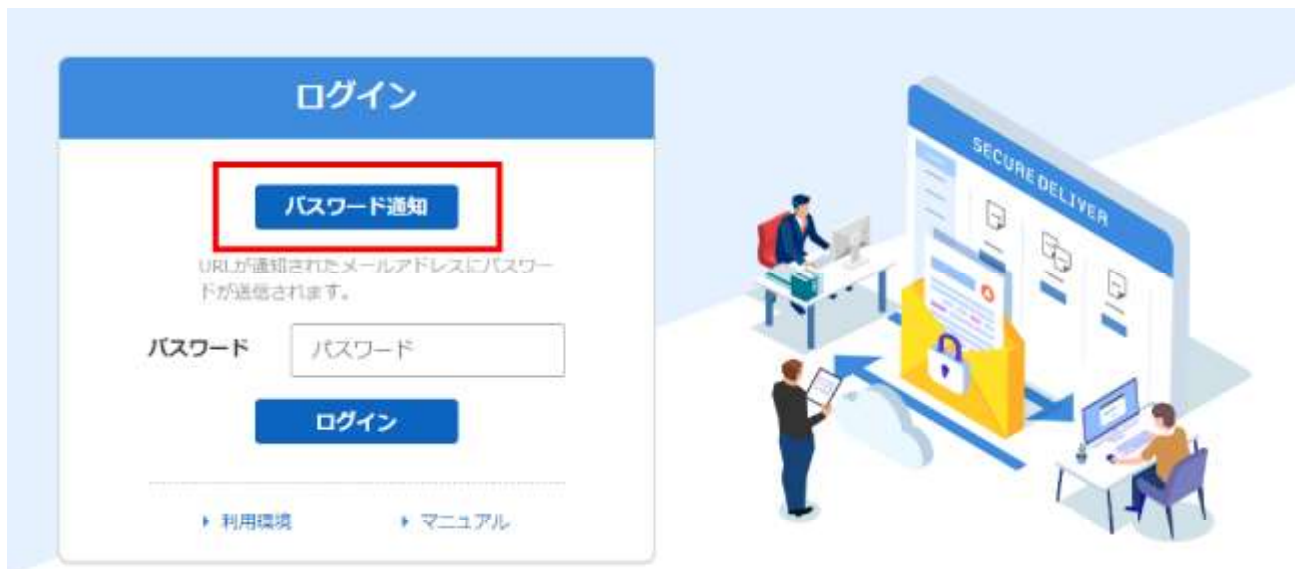 ログイン
パスワード通知
URLが通知されたメールアドレスにパスワー
ドが送信されます。
パスワード
パスワード
ログイン
利用環境
マニュアル
SECURE DELIVER